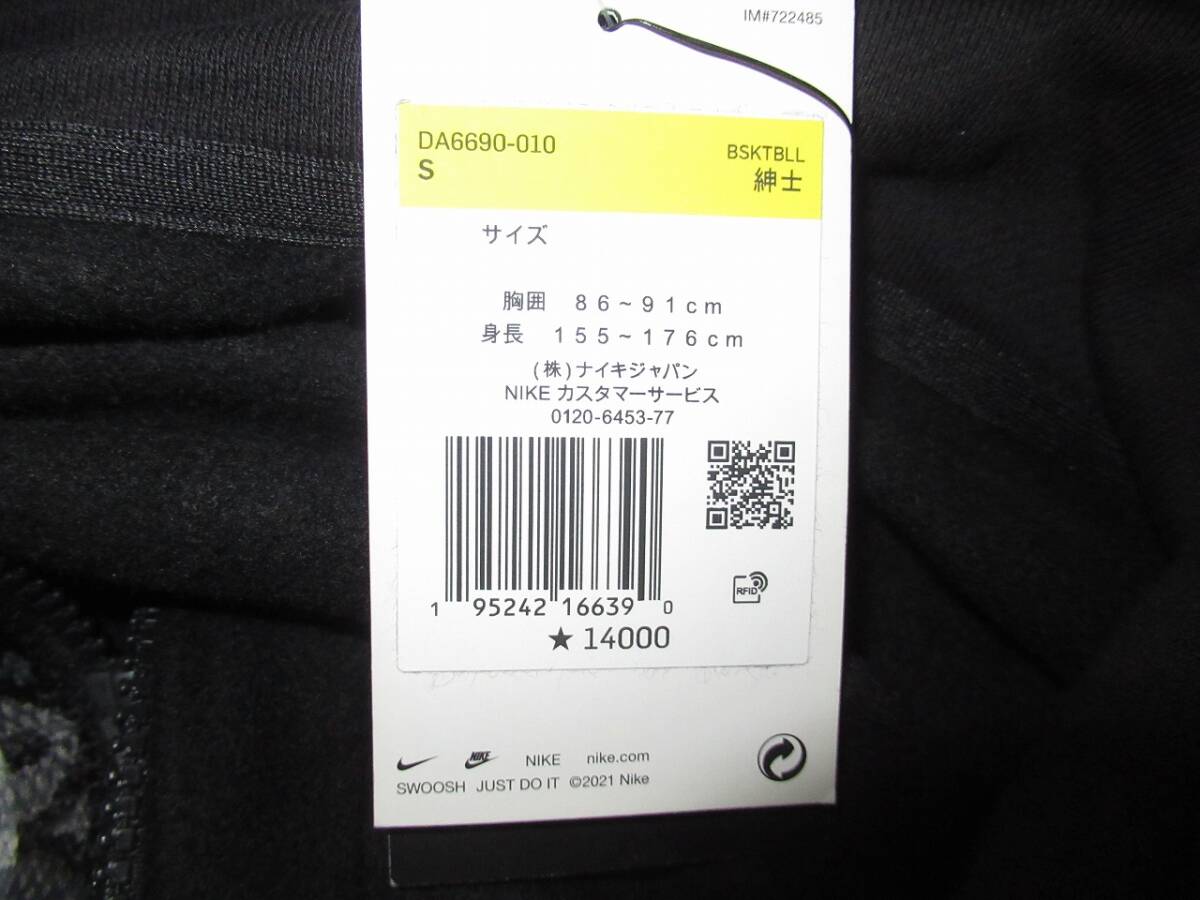 IM#722485
DA6690-010
S
BSKTBLL
紳士
サイズ
胸囲　８６~９１ｃｍ
身長　１５５~１７６ｃｍ
(株)ナイキジャパン
NIKE カスタマーサービス
0120-6453-77
RFID
1 95242 16639 0
★ 14000
NIKE NIKE nike.com
SWOOSH JUST DO IT ©2021 Nike